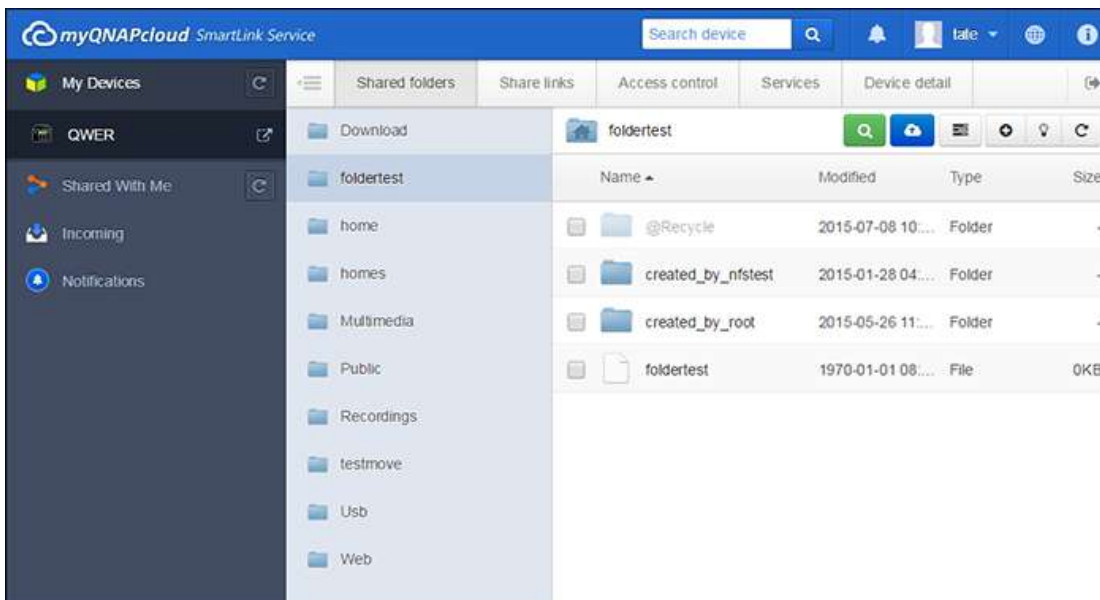 myQNAPcloud SmartLink Service
Search device
tate
My Devices
QWER
Shared With Me
Incoming
Notifications
Shared folders Share links Access control Services Device detail
Download
foldertest
home
homes
Multimedia
Public
Recordings
testmove
Usb
Web
foldertest
Name Modified Type Size
@Recycle 2015-07-08 10:... Folder -
created_by_nfstest 2015-01-28 04:... Folder -
created_by_root 2015-05-26 11:... Folder -
foldertest 1970-01-01 08:... File 0KB